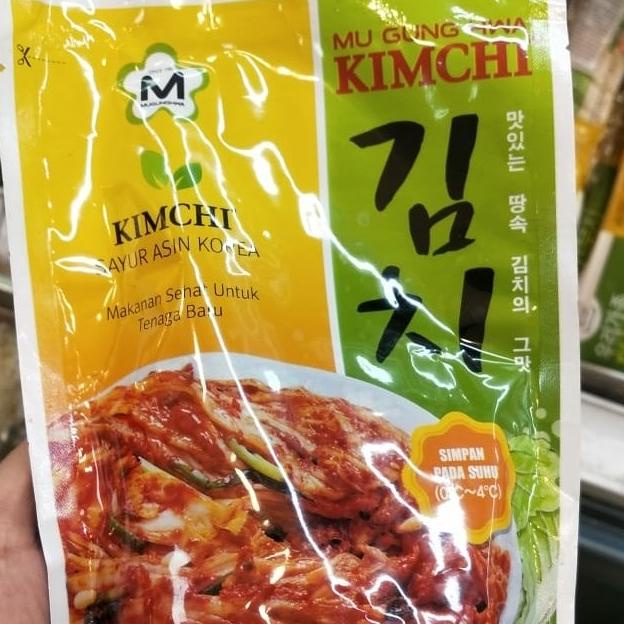 MU GUNG HWA
KIMCHI
M
MUGUNGHWA
김치
맛있는 땅속 김치의 그맛
KIMCHI
SAYUR ASIN KOREA
Makanan Sehat Untuk
Tenaga Baru
SIMPAN
PADA SUHU
(0°C~4°C)